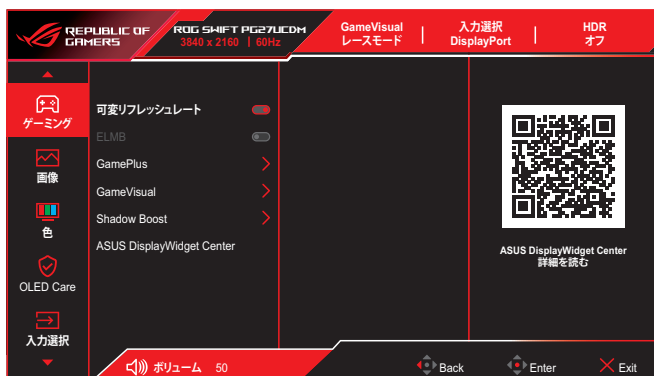 REPUBLIC OF
GAMERS
ROG SWIFT PG27UCDM
3840 x 2160 | 60Hz
GameVisual
レースモード
入力選択
DisplayPort
HDR
オフ
ゲーミング
画像
色
OLED Care
入力選択
可変リフレッシュレート
ELMB
GamePlus
GameVisual
Shadow Boost
ASUS DisplayWidget Center
ASUS DisplayWidget Center
詳細を読む
ボリューム 50
Back
Enter
Exit